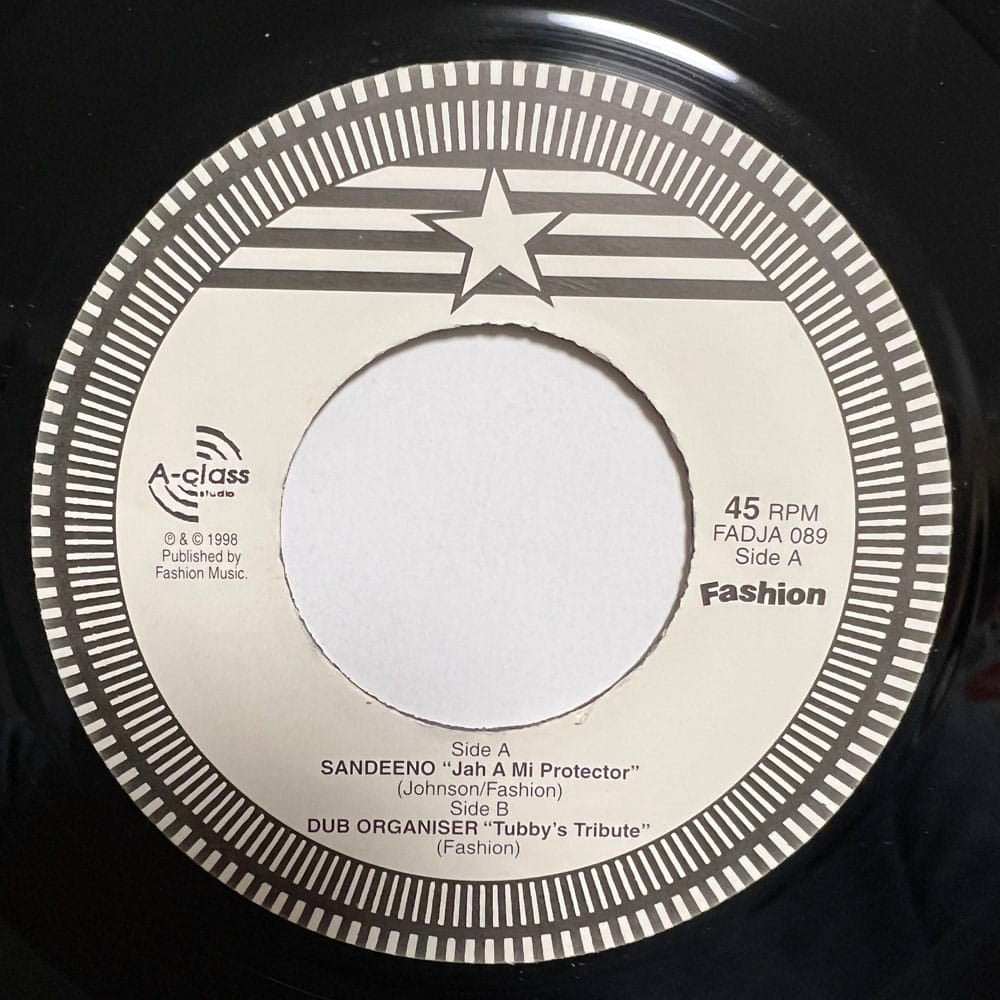 A-class
studio
℗ & © 1998
Published by
Fashion Music.
45 RPM
FADJA 089
Side A
Fashion
Side A
SANDEENO "Jah A Mi Protector"
(Johnson/Fashion)
Side B
DUB ORGANISER "Tubby's Tribute"
(Fashion)